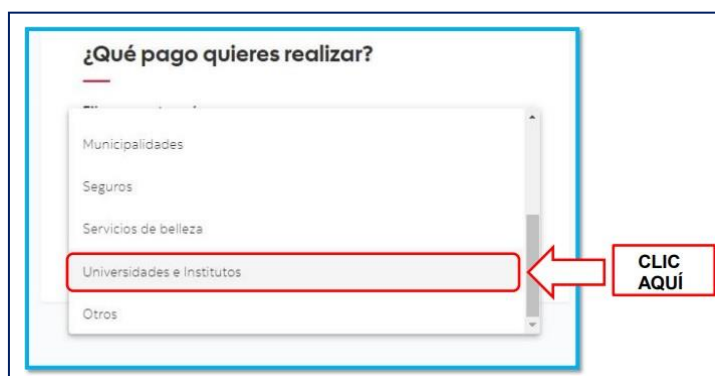 ¿Qué pago quieres realizar?
Municipalidades
Seguros
Servicios de belleza
Universidades e Institutos
Otros
CLIC
AQUÍ